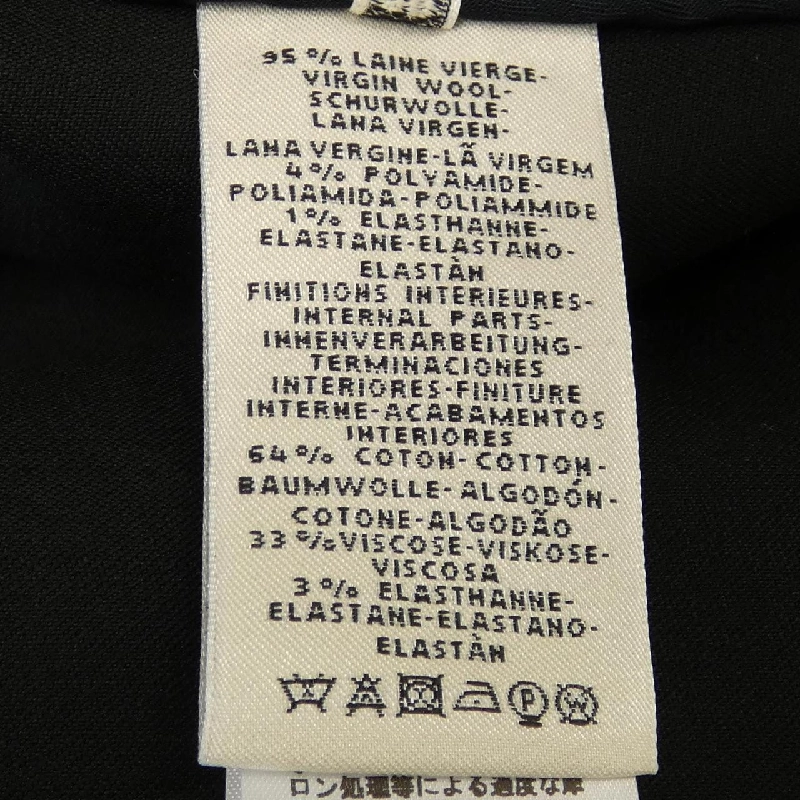 95 % LAINE VIERGE-
VIRGIN WOOL-
SCHURWOLLE-
LANA VIRGEN-
LANA VERGINE-LÃ VIRGEM
4 % POLYAMIDE-
POLIAMIDA-POLIAMMIDE
1 % ELASTHANNE-
ELASTANE-ELASTANO-
ELASTÀN
FINITIONS INTERIEURES-
INTERNAL PARTS-
INNENVERARBEITUNG-
TERMINACIONES
INTERIORES-FINITURE
INTERNE-ACABAMENTOS
INTERIORES
64 % COTON-COTTON-
BAUMWOLLE-ALGODÓN-
COTONE-ALGODÃO
33 % VISCOSE-VISKOSE-
VISCOSA
3 % ELASTHANNE-
ELASTANE-ELASTANO-
ELASTÀN
P W
ロン処理等による過度な摩